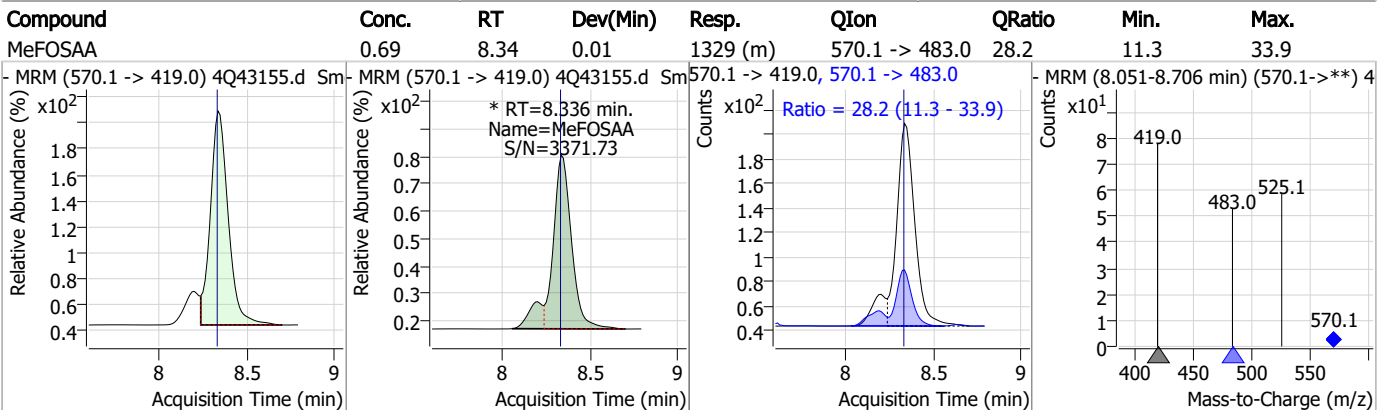 Compound Conc. RT Dev(Min) Resp. QIon QRatio Min. Max.
MeFOSAA 0.69 8.34 0.01 1329 (m) 570.1 -> 483.0 28.2 11.3 33.9
- MRM (570.1 -> 419.0) 4Q43155.d Sm
x10²
Relative Abundance (%)
1.8
1.6
1.4
1.2
1
0.8
0.6
0.4
8 8.5 9
Acquisition Time (min)
- MRM (570.1 -> 419.0) 4Q43155.d Sm
x10²
* RT=8.336 min.
Name=MeFOSAA
S/N=3371.73
Relative Abundance (%)
0.8
0.7
0.6
0.5
0.4
0.3
0.2
8 8.5 9
Acquisition Time (min)
570.1 -> 419.0, 570.1 -> 483.0
x10²
Ratio = 28.2 (11.3 - 33.9)
Counts
1.8
1.6
1.4
1.2
1
0.8
0.6
0.4
8 8.5 9
Acquisition Time (min)
- MRM (8.051-8.706 min) (570.1->**) 4
x10¹
Counts
8
7
6
5
4
3
2
1
0
419.0
483.0
525.1
570.1
400 450 500 550
Mass-to-Charge (m/z)